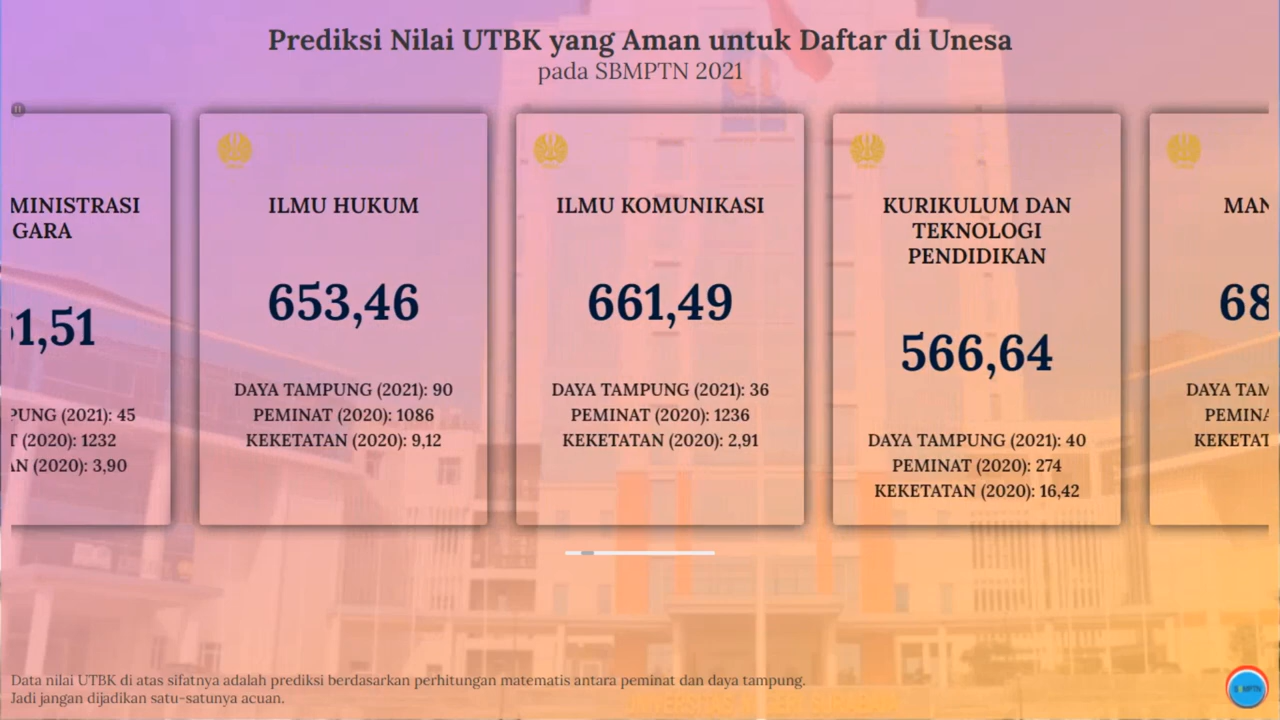 Prediksi Nilai UTBK yang Aman untuk Daftar di Unesa
pada SBMPTN 2021
MINISTRASI
GARA
1,51
PUNG (2021): 45
(2020): 1232
AN (2020): 3,90
ILMU HUKUM
653,46
DAYA TAMPUNG (2021): 90
PEMINAT (2020): 1086
KEKETATAN (2020): 9,12
ILMU KOMUNIKASI
661,49
DAYA TAMPUNG (2021): 36
PEMINAT (2020): 1236
KEKETATAN (2020): 2,91
KURIKULUM DAN
TEKNOLOGI
PENDIDIKAN
566,64
DAYA TAMPUNG (2021): 40
PEMINAT (2020): 274
KEKETATAN (2020): 16,42
MAN
68
DAYA TAM
PEMINA
KEKETAT
Data nilai UTBK di atas sifatnya adalah prediksi berdasarkan perhitungan matematis antara peminat dan daya tampung.
Jadi jangan dijadikan satu-satunya acuan.